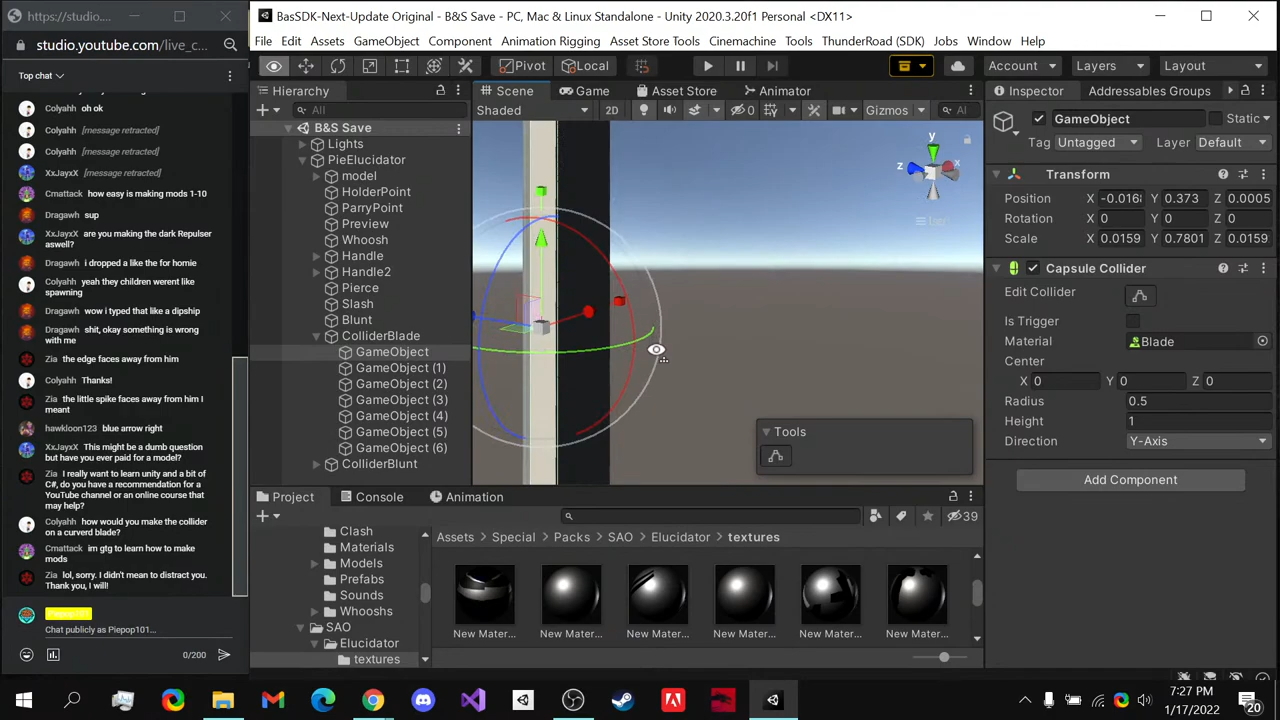 https://studio.youtube.com/live_strea...
studio.youtube.com/live_c...
Top chat
Colyahh oh ok
Colyahh [message retracted]
Colyahh [message retracted]
XxJayxX [message retracted]
Cmattack how easy is making mods 1-10
Dragawh sup
XxJayxX are you making the dark Repulser
aswell?
Dragawh i dropped a like the for homie
Colyahh yeah they children werent like
spawning
Dragawh wow i typed that like a dipship
Dragawh shit, okay something is wrong
with me
Zia the edge faces away from him
Colyahh Thanks!
Zia the little spike faces away from him I
meant
hawkloon123 blue arrow right
XxJayxX This might be a dumb question
but have you ever paid for a model?
Zia I really want to learn unity and a bit of
C#, do you have a recommendation for a
YouTube channel or an online course that
may help?
Colyahh how would you make the collider
on a curverd blade?
Cmattack im gtg to learn how to make
mods
Zia lol, sorry. I didn't mean to distract you.
Thank you, I will!
Chat publicly as Piepop101...
0/200
BasSDK-Next-Update Original - B&S Save - PC, Mac & Linux Standalone - Unity 2020.3.20f1 Personal <DX11>
File Edit Assets GameObject Component Animation Rigging Asset Store Tools Cinemachine Tools ThunderRoad (SDK) Jobs Window Help
Pivot Local Account Layers Layout
Hierarchy
All
B&S Save
Lights
PieElucidator
model
HolderPoint
ParryPoint
Preview
Whoosh
Handle
Handle2
Pierce
Slash
Blunt
ColliderBlade
GameObject
GameObject (1)
GameObject (2)
GameObject (3)
GameObject (4)
GameObject (5)
GameObject (6)
ColliderBlunt
Scene Game Asset Store Animator
Shaded 2D 0 Gizmos Al
y
x
z
Tools
Inspector Addressables Groups
GameObject Static
Tag Untagged Layer Default
Transform
Position X -0.016 Y 0.373 Z 0.0005
Rotation X 0 Y 0 Z 0
Scale X 0.0159 Y 0.7801 Z 0.0159
Capsule Collider
Edit Collider
Is Trigger
Material Blade
Center
X 0 Y 0 Z 0
Radius 0.5
Height 1
Direction Y-Axis
Add Component
Project Console Animation
39
Clash
Materials
Models
Prefabs
Sounds
Whooshs
SAO
Elucidator
textures
Assets Special Packs SAO Elucidator textures
New Mater... New Mater... New Mater... New Mater... New Mater... New Mater...
7:27 PM
1/17/2022
20